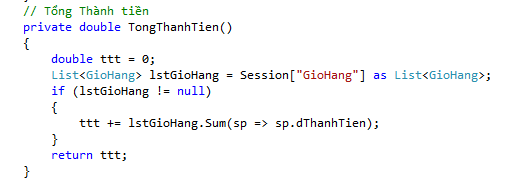 // Tổng Thành tiền
private double TongThanhTien()
{
double ttt = 0;
List<GioHang> lstGioHang = Session["GioHang"] as List<GioHang>;
if (lstGioHang != null)
{
ttt += lstGioHang.Sum(sp => sp.dThanhTien);
}
return ttt;
}